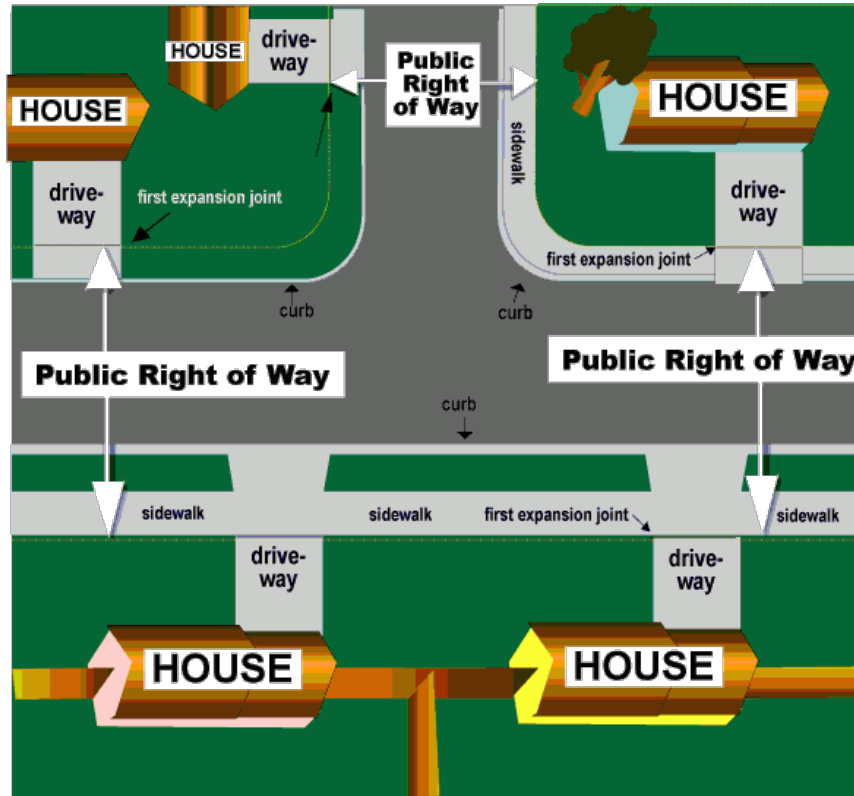 HOUSE
drive-
way
Public
Right
of Way
HOUSE
HOUSE
sidewalk
drive-
way
first expansion joint
drive-
way
first expansion joint
curb
curb
Public Right of Way
Public Right of Way
curb
sidewalk
sidewalk
first expansion joint
sidewalk
drive-
way
drive-
way
HOUSE
HOUSE